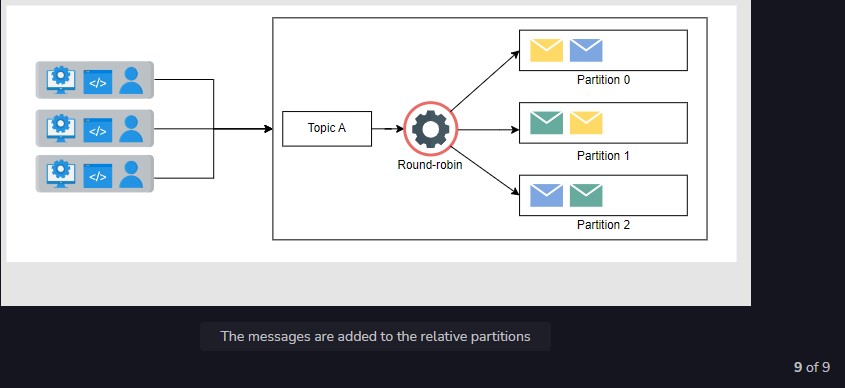 </>
</>
</>
Topic A
Round-robin
Partition 0
Partition 1
Partition 2
The messages are added to the relative partitions
9 of 9